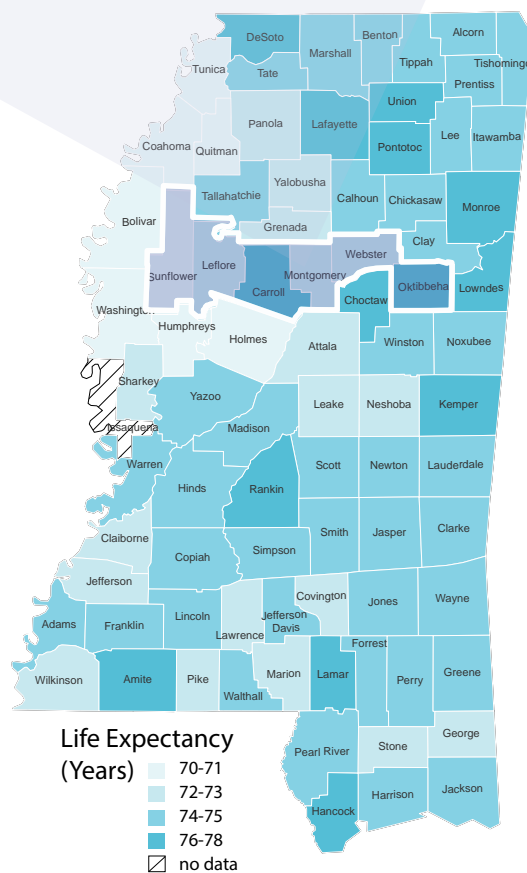 DeSoto
Benton
Alcorn
Marshall
Tunica
Tate
Tippah
Tishoming
Prentiss
Union
Panola
Lafayette
Lee
Itawamba
Coahoma
Quitman
Pontotoc
Yalobusha
Tallahatchie
Calhoun
Chickasaw
Monroe
Bolivar
Grenada
Clay
Webster
Leflore
Sunflower
Montgomery
Carroll
Oktibbeha
Choctaw
Lowndes
Washington
Humphreys
Holmes
Attala
Winston
Noxubee
Sharkey
Yazoo
Leake
Neshoba
Kemper
Issaquena
Madison
Warren
Scott
Newton
Lauderdale
Hinds
Rankin
Claiborne
Smith
Jasper
Clarke
Copiah
Simpson
Jefferson
Covington
Jones
Wayne
Adams
Franklin
Lincoln
Jefferson
Davis
Lawrence
Forrest
Wilkinson
Amite
Pike
Marion
Lamar
Greene
Perry
Walthall
George
Pearl River
Stone
Life Expectancy
(Years)
70-71
72-73
74-75
76-78
no data
Hancock
Harrison
Jackson